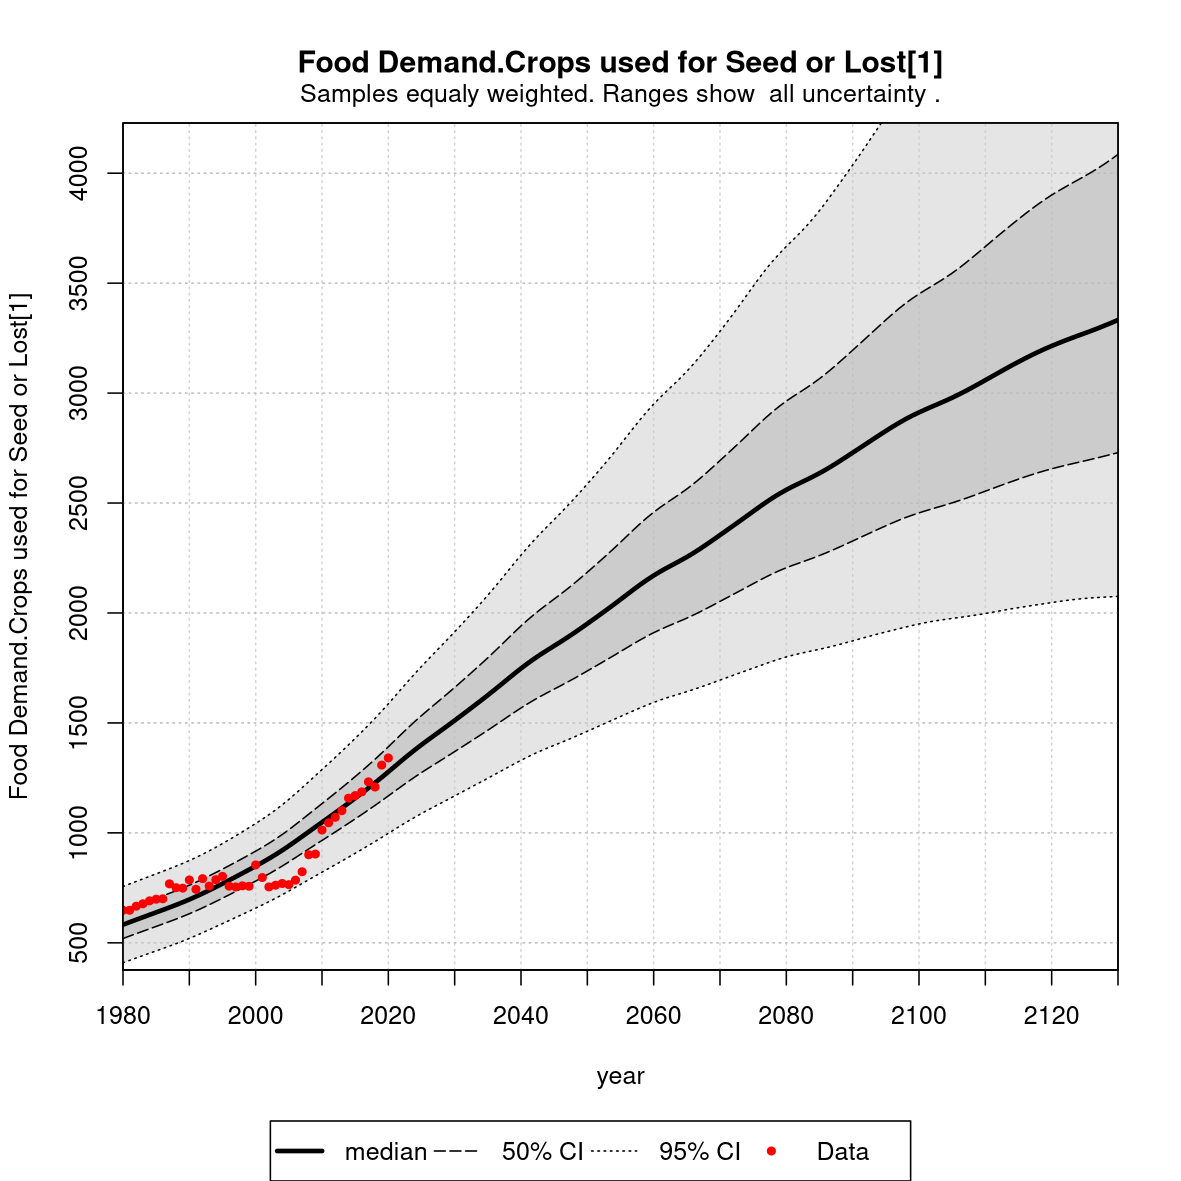 Food Demand.Crops used for Seed or Lost[1]
Samples equaly weighted. Ranges show  all uncertainty .
Food Demand.Crops used for Seed or Lost[1]
4000
3500
3000
2500
2000
1500
1000
500
1980 2000 2020 2040 2060 2080 2100 2120
year
median 50% CI 95% CI Data